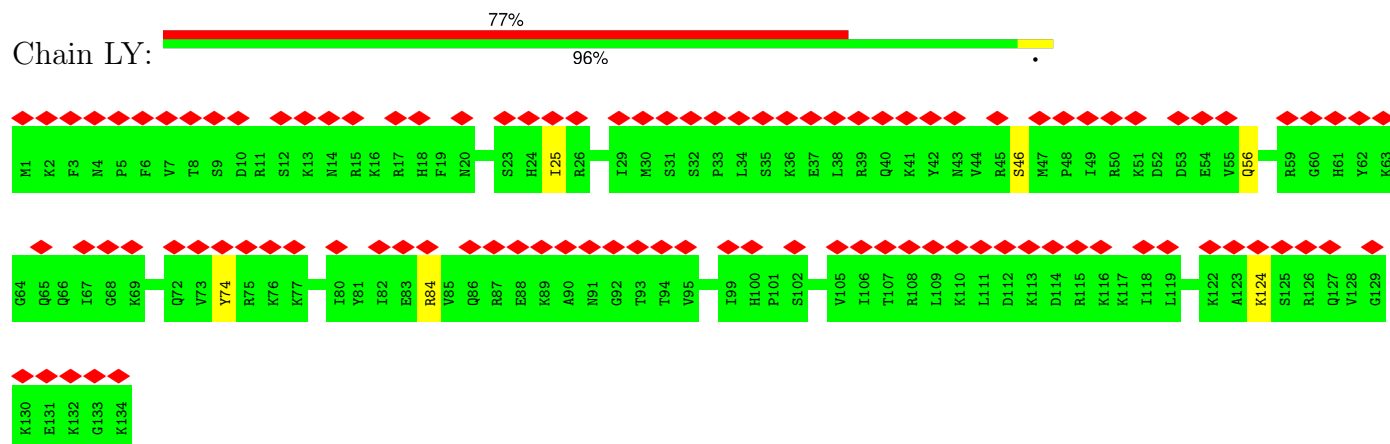 77%
Chain LY:
96%
.
M1 K2 F3 N4 P5 F6 V7 T8 S9 D10 R11 S12 K13 N14 R15 K16 R17 H18 F19 N20 S23 H24 I25 R26 I29 M30 S31 S32 P33 L34 S35 K36 E37 L38 R39 Q40 K41 Y42 N43 V44 R45 S46 M47 P48 I49 R50 K51 D52 D53 E54 V55 Q56 R59 G60 H61 Y62 K63
G64 Q65 Q66 I67 G68 K69 Q72 V73 Y74 R75 K76 K77 I80 Y81 I82 E83 R84 V85 Q86 R87 E88 K89 A90 N91 G92 T93 T94 V95 I99 H100 P101 S102 V105 I106 T107 R108 L109 K110 L111 D112 K113 D114 R115 K116 K117 I118 L119 K122 A123 K124 S125 R126 Q127 V128 G129
K130 E131 K132 G133 K134